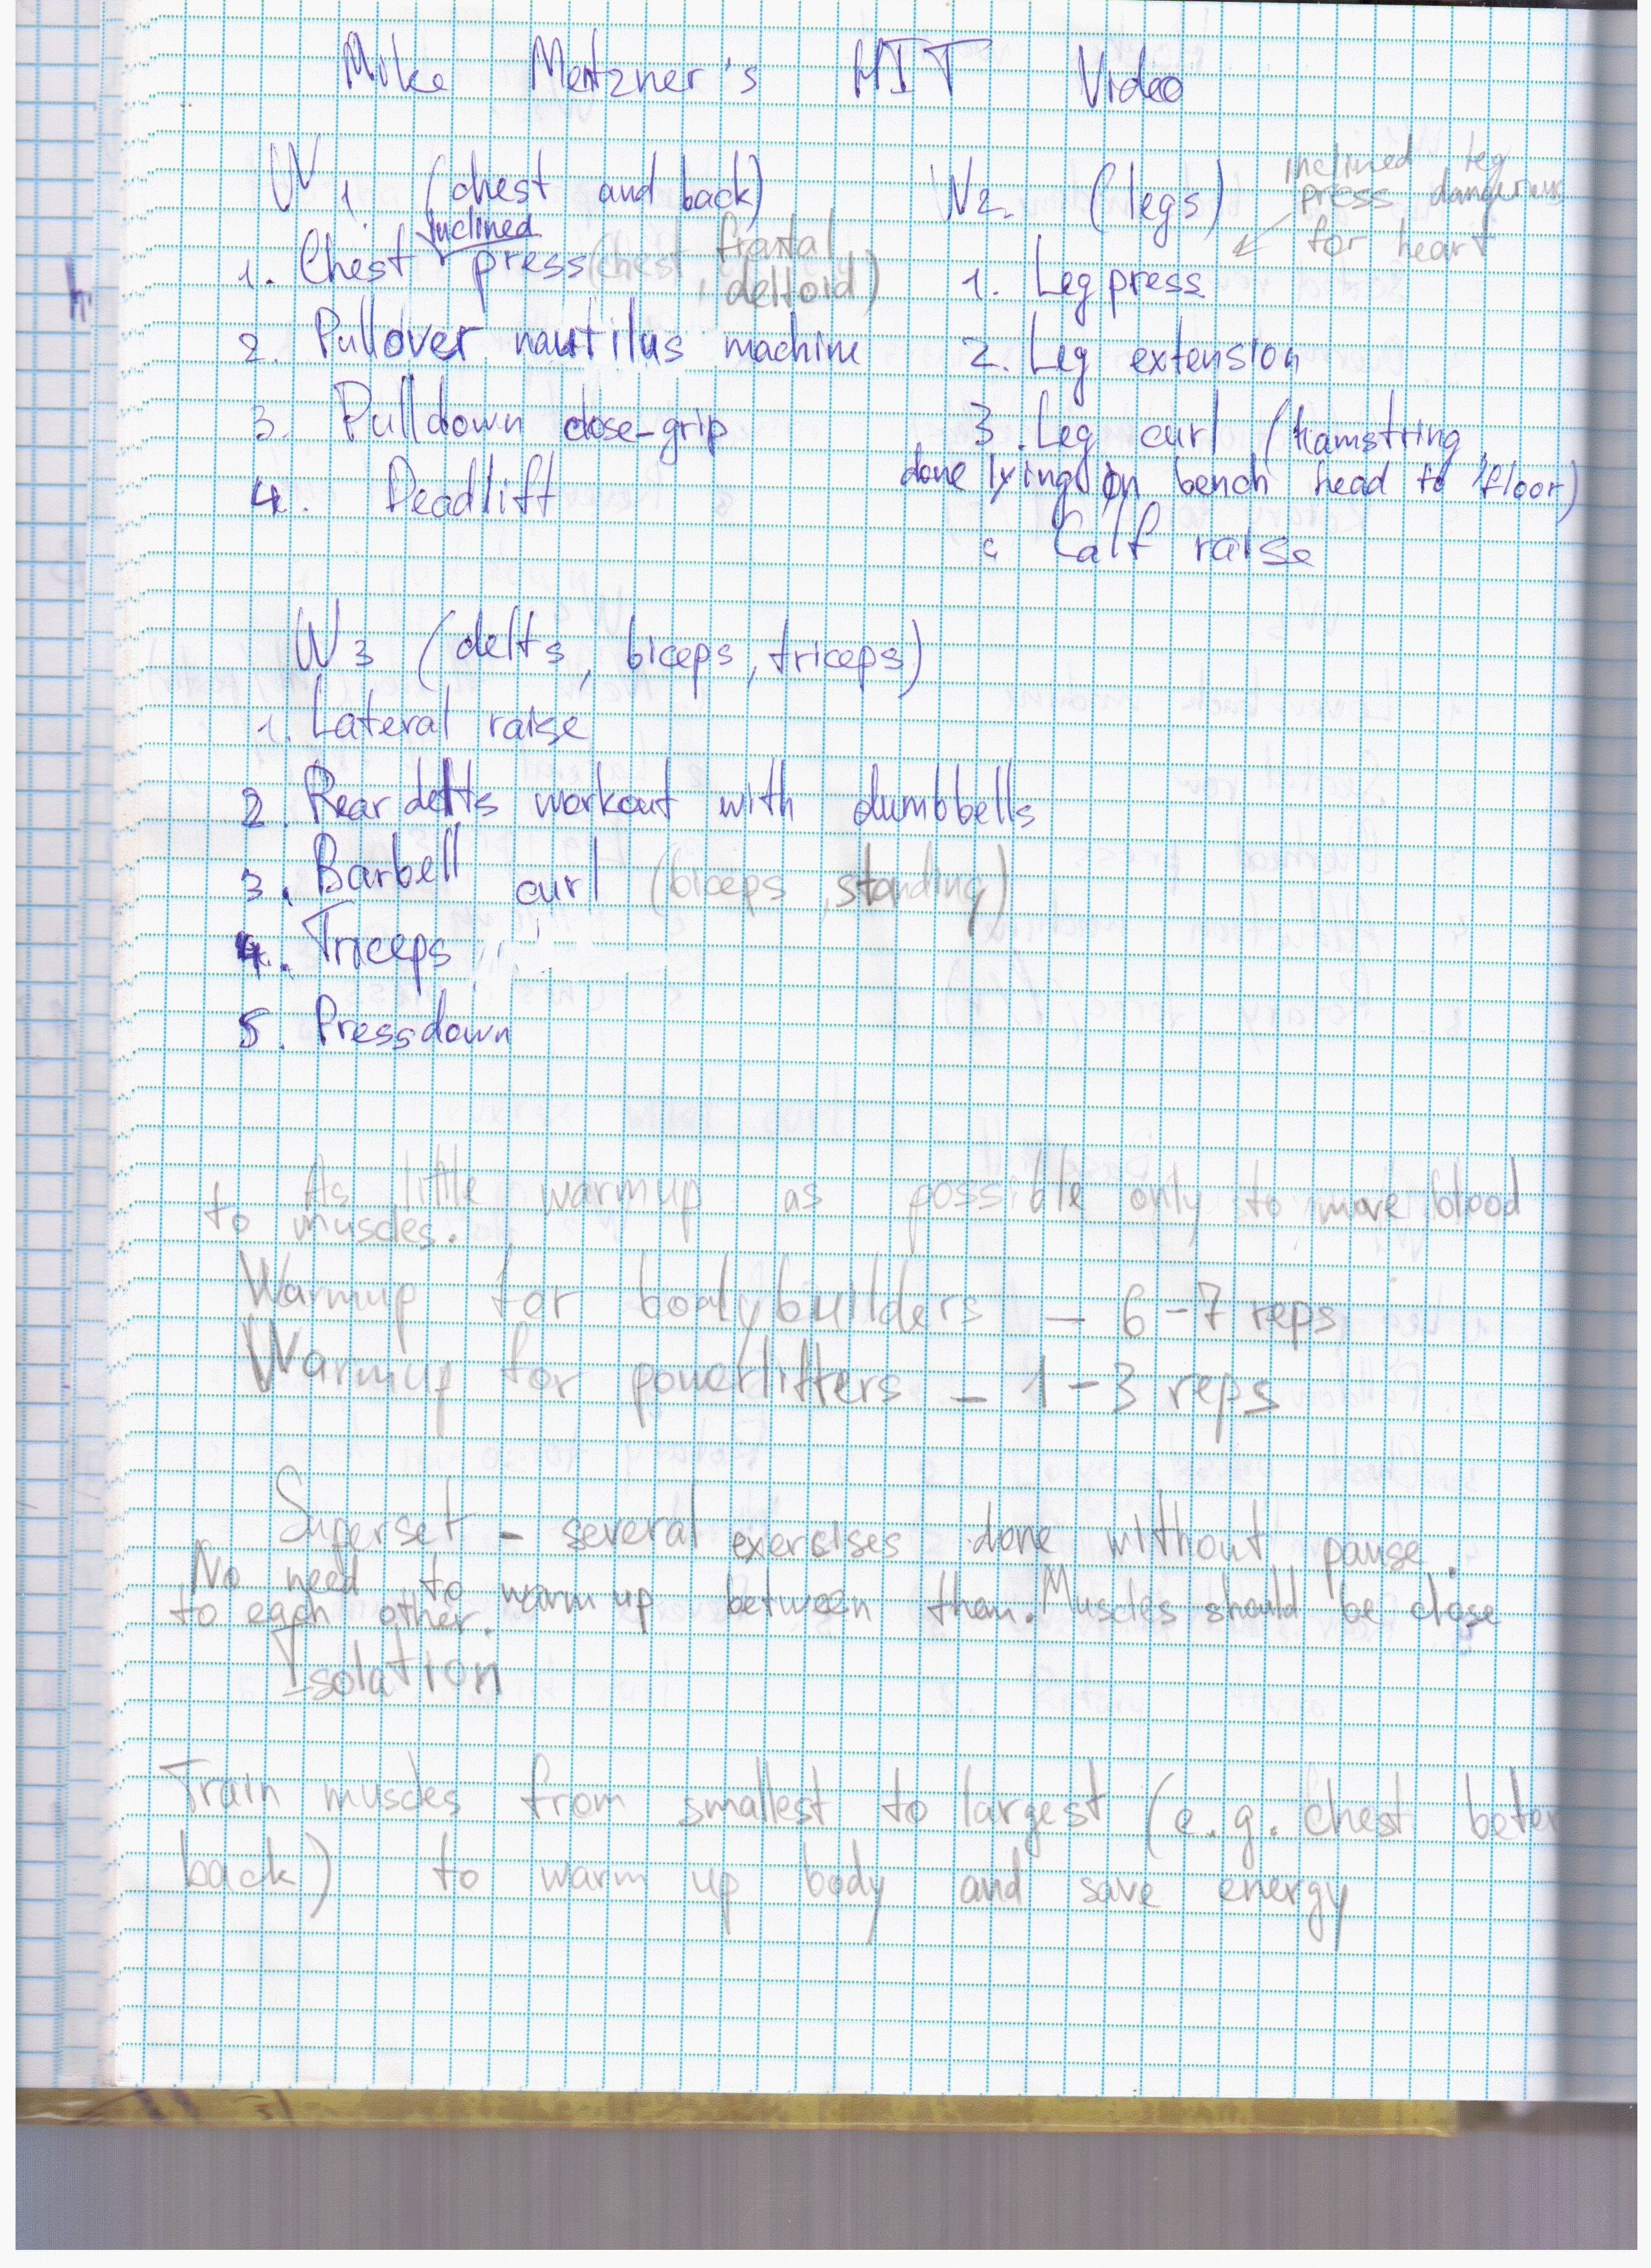 Mike Mentzner's HIT Video
W1. (chest and back)
1. Chest Inclined press (chest, frontal deltoid)
2. Pullover nautilus machine
3. Pulldown close-grip
4. Deadlift
W2. (legs)
inclined leg
press dangerous
for heart
1. Leg press
2. Leg extension
3. Leg curl (hamstring,
done lying on bench head to floor)
Calf raise
W3 (delts, biceps, triceps)
1. Lateral raise
2. Rear delts workout with dumbbells
3. Barbell curl (biceps, standing)
4. Triceps
5. Pressdown
As little warmup as possible only to move blood
to muscles.
Warmup for bodybuilders – 6-7 reps
Warmup for powerlifters – 1-3 reps
Superset - several exersises done without pause.
No need to warm up between than. Muscles should be close
to each other.
Isolation
Train muscles from smallest to largest (e.g. chest
back) to warm up body and save energy